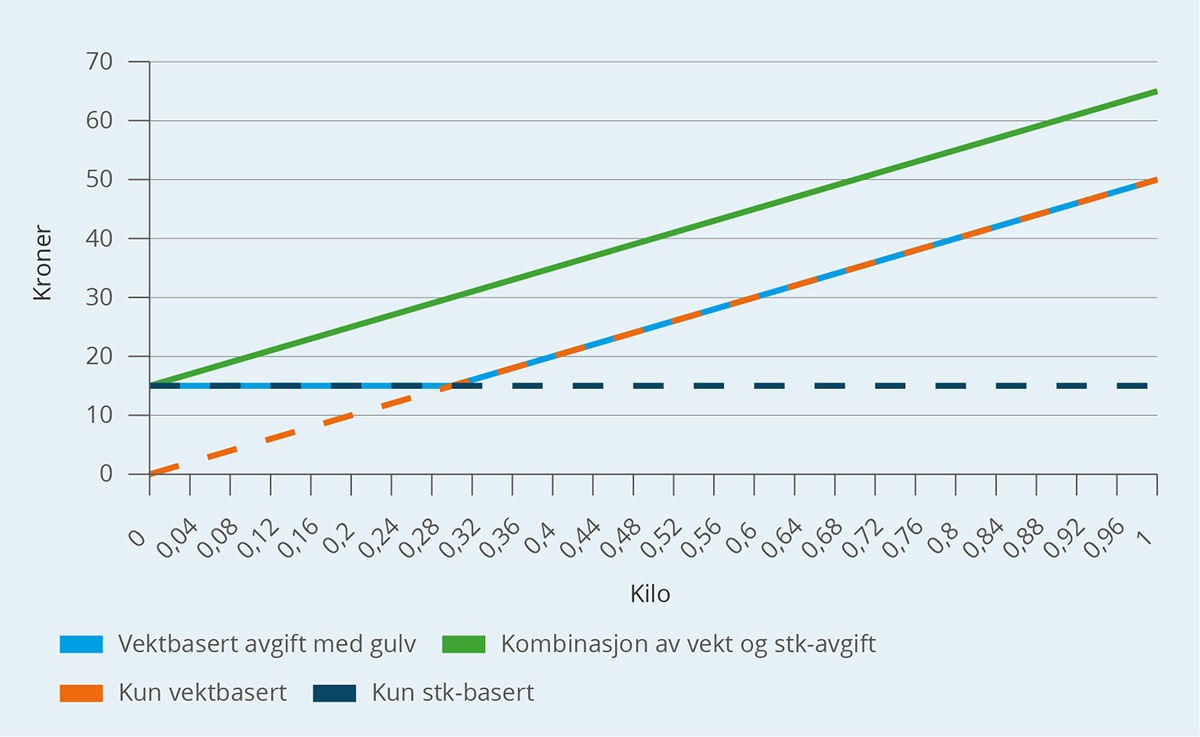 70
60
50
40
30
20
10
0
Kroner
0 0,04 0,08 0,12 0,16 0,2 0,24 0,28 0,32 0,36 0,4 0,44 0,48 0,52 0,56 0,6 0,64 0,68 0,72 0,76 0,8 0,84 0,88 0,92 0,96 1
Kilo
Vektbasert avgift med gulv Kombinasjon av vekt og stk-avgift
Kun vektbasert Kun stk-basert